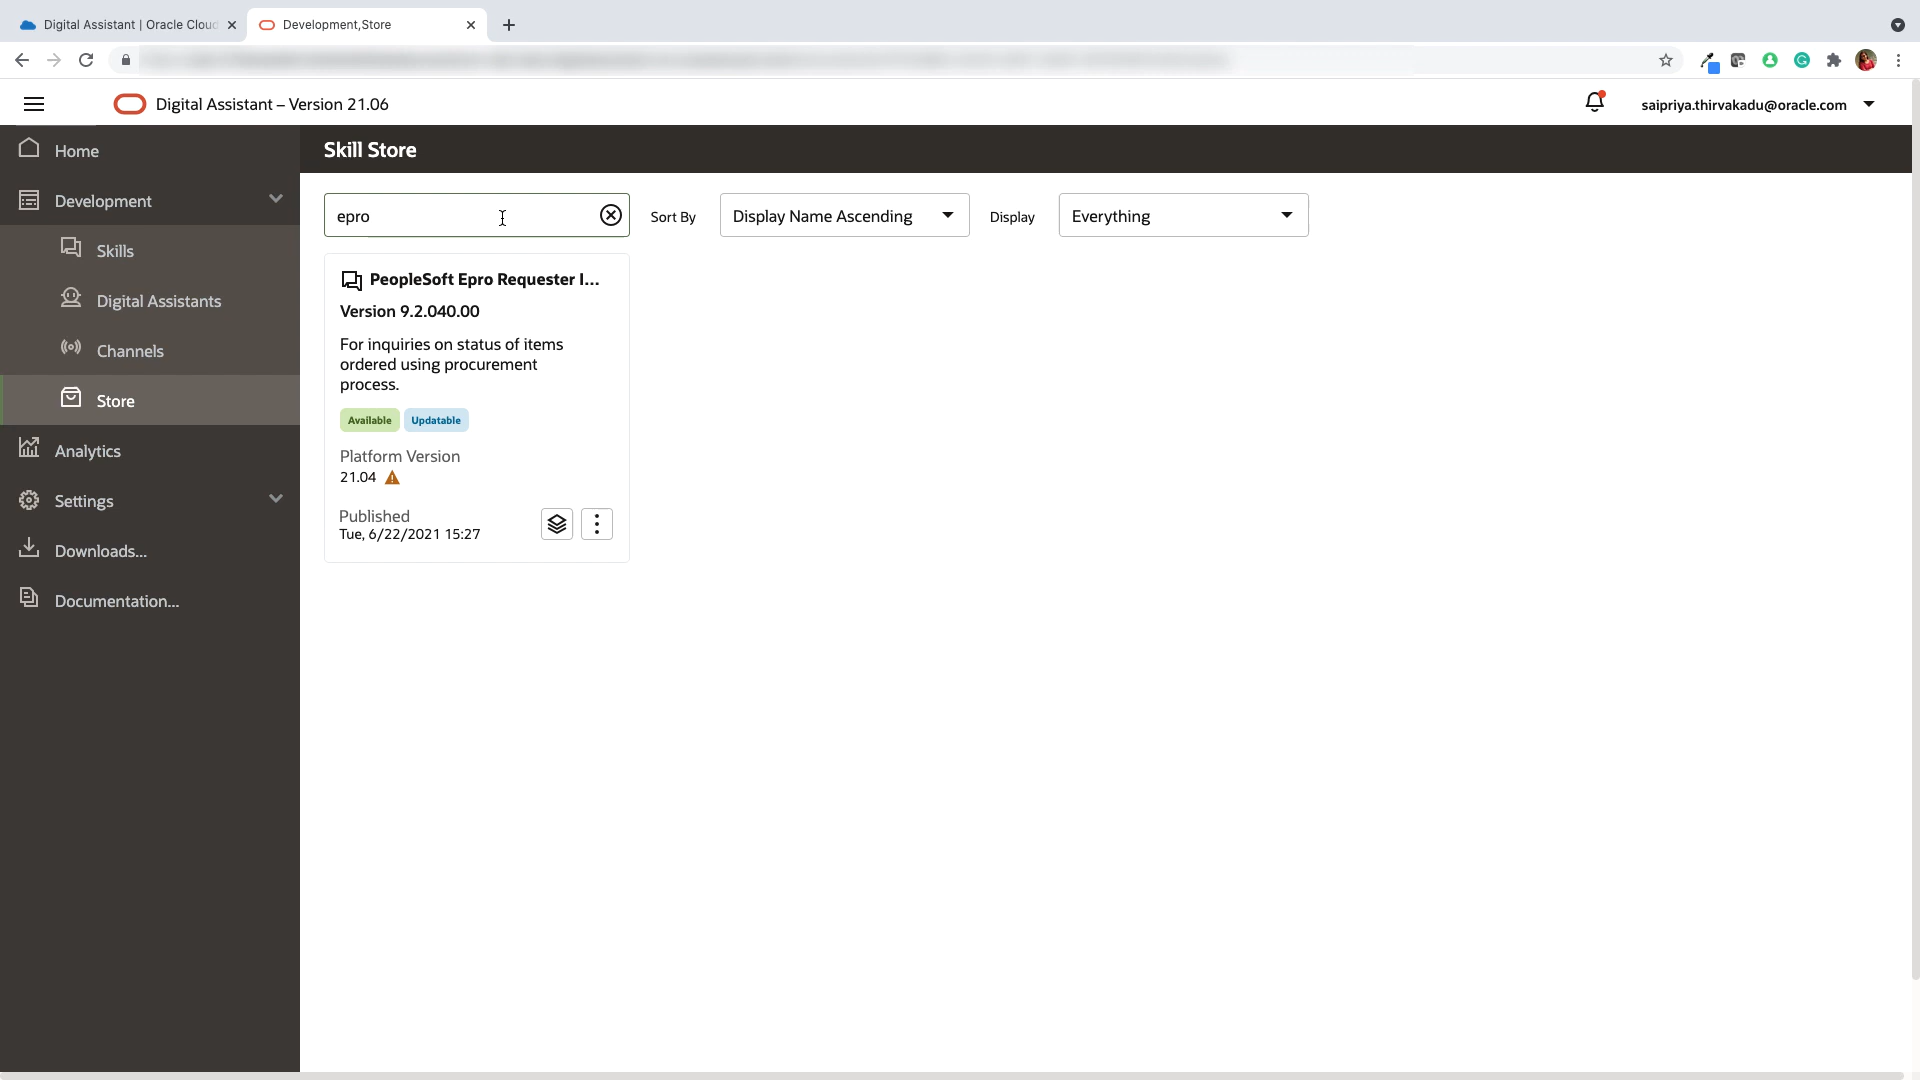 Digital Assistant | Oracle Clou
Development,Store
Digital Assistant – Version 21.06
saipriya.thirvakadu@oracle.com
Home
Development
Skills
Digital Assistants
Channels
Store
Analytics
Settings
Downloads...
Documentation...
Skill Store
epro
Sort By
Display Name Ascending
Display
Everything
PeopleSoft Epro Requester I...
Version 9.2.040.00
For inquiries on status of items
ordered using procurement
process.
Available Updatable
Platform Version
21.04
Published
Tue, 6/22/2021 15:27